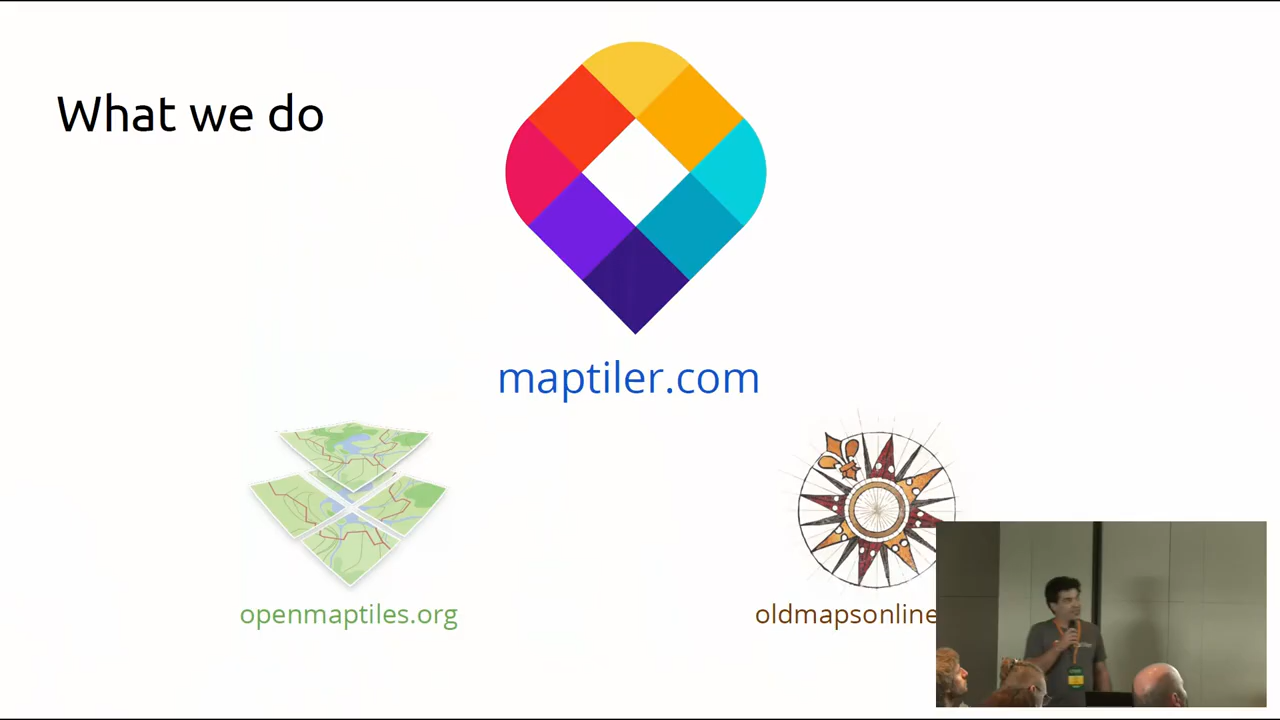 What we do
maptiler.com
openmaptiles.org
oldmapsonline